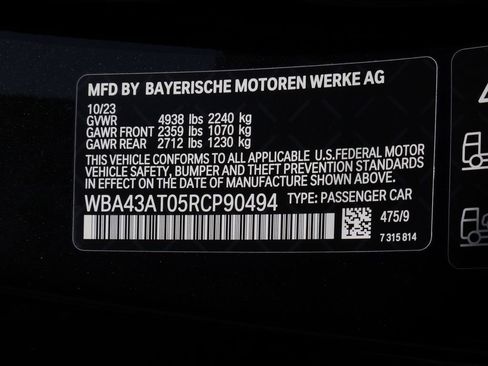 MFD BY BAYERISCHE MOTOREN WERKE AG
10/23
GVWR 4938 lbs 2240 kg
GAWR FRONT 2359 lbs 1070 kg
GAWR REAR 2712 lbs 1230 kg
THIS VEHICLE CONFORMS TO ALL APPLICABLE U.S.FEDERAL MOTOR
VEHICLE SAFETY, BUMPER AND THEFT PREVENTION STANDARDS
IN EFFECT ON THE DATE OF MANUFACTURE SHOWN ABOVE.
WBA43AT05RCP90494 TYPE: PASSENGER CAR
475/9
7 315 814